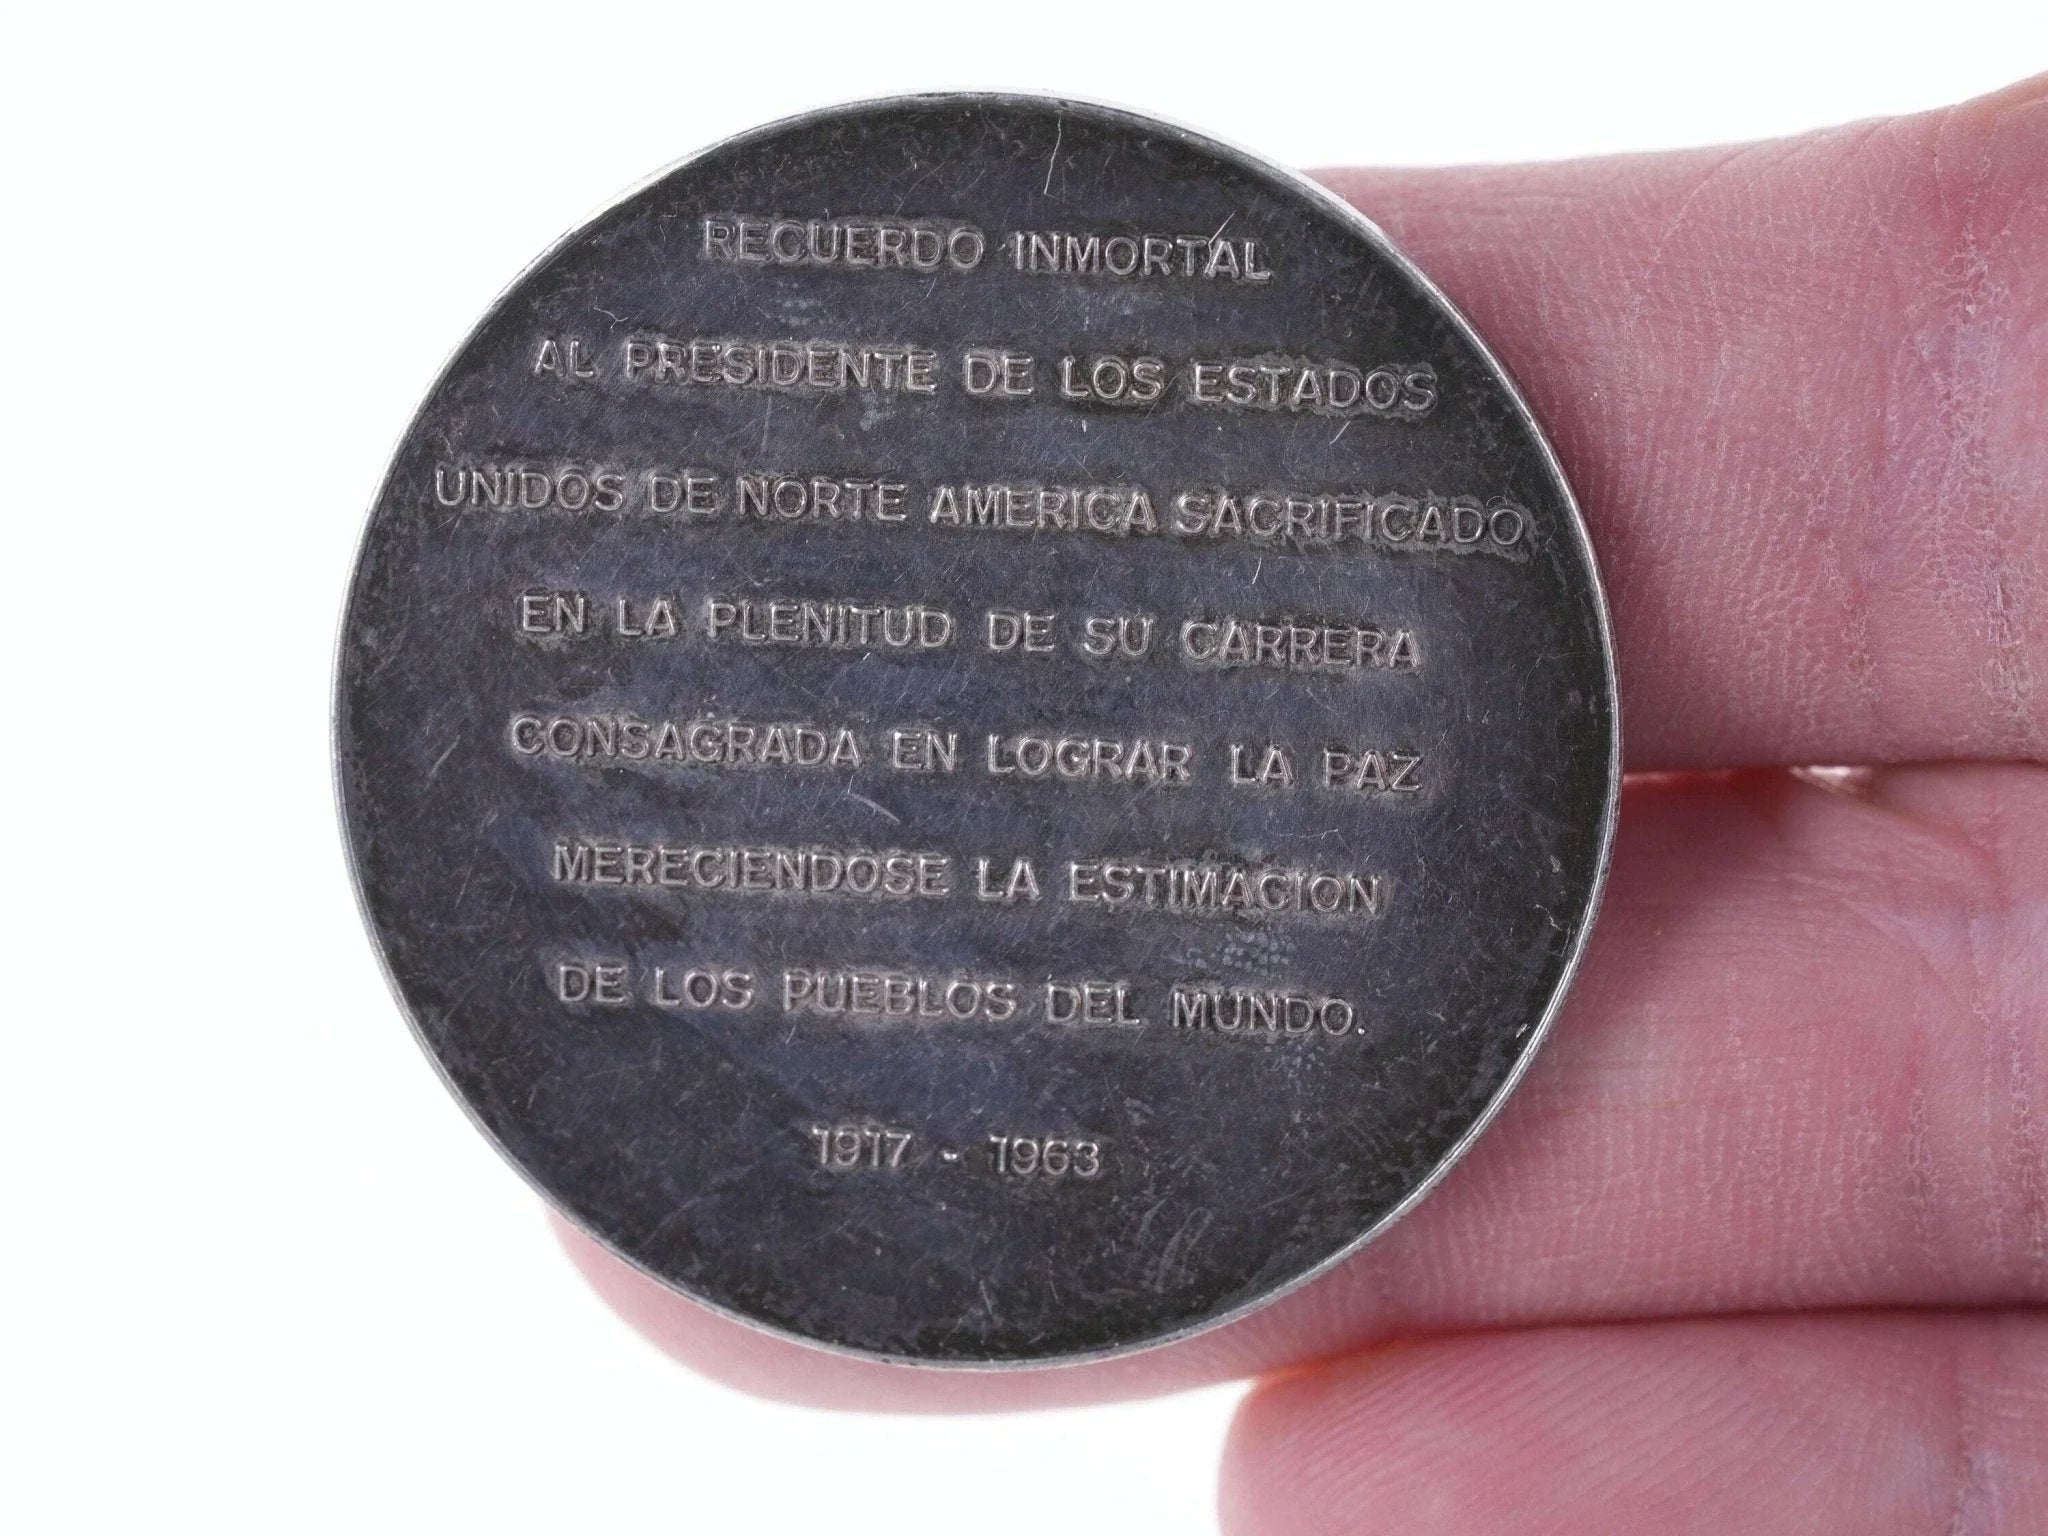 RECUERDO INMORTAL
AL PRESIDENTE DE LOS ESTADOS
UNIDOS DE NORTE AMERICA SACRIFICADO
EN LA PLENITUD DE SU CARRERA
CONSAGRADA EN LOGRAR LA PAZ
MERECIENDOSE LA ESTIMACION
DE LOS PUEBLOS DEL MUNDO.
1917 - 1963